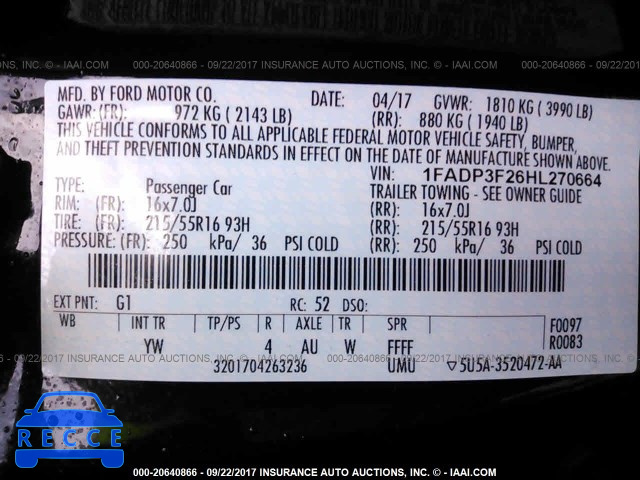 000-20640866 - 09/22/2017 INSURANCE AUTO AUCTIONS, INC. - © IAAI.COM
MFD. BY FORD MOTOR CO.
DATE: 04/17 GVWR: 1810 KG (3990 LB)
GAWR: (FR): 972 KG (2143 LB) (RR): 880 KG (1940 LB)
THIS VEHICLE CONFORMS TO ALL APPLICABLE FEDERAL MOTOR VEHICLE SAFETY, BUMPER,
AND THEFT PREVENTION STANDARDS IN EFFECT ON THE DATE OF MANUFACTURE SHOWN ABOVE.
VIN: 1FADP3F26HL270664
TYPE: Passenger Car TRAILER TOWING - SEE OWNER GUIDE
RIM: (FR): 16x7.0J (RR): 16x7.0J
TIRE: (FR): 215/55R16 93H (RR): 215/55R16 93H
PRESSURE: (FR): 250 kPa/ 36 PSI COLD (RR): 250 kPa/ 36 PSI COLD
EXT PNT: G1 RC: 52 DSO:
WB INT TR TP/PS R AXLE TR SPR F0097
YW 4 AU W FFFF R0083
3201704263236 UMU ▽5U5A-3520472-AA
RECCE
000-20640866 - 09/22/2017 INSURANCE AUTO AUCTIONS, INC. - © IAAI.COM